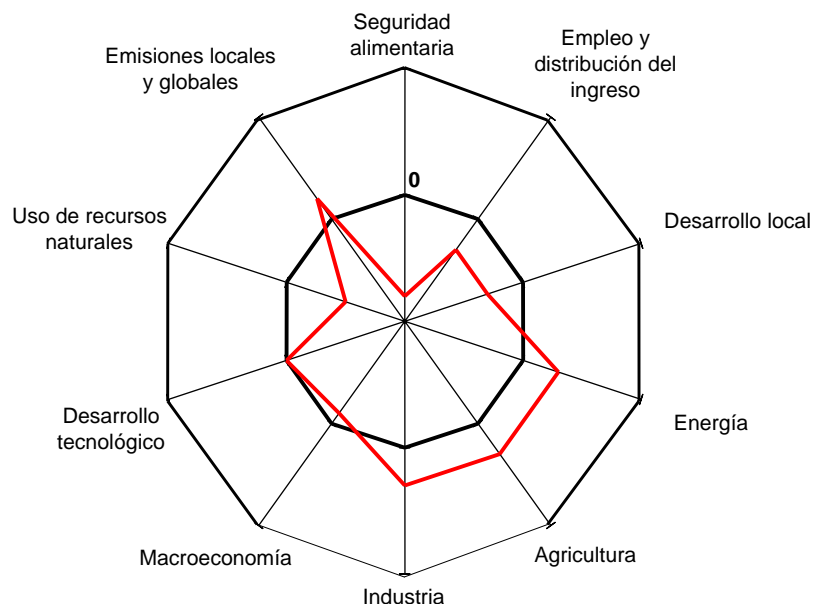 Seguridad
alimentaria
Empleo y
distribución del
ingreso
Emisiones locales
y globales
0
Uso de recursos
naturales
Desarrollo local
Desarrollo
tecnológico
Energía
Macroeconomía
Agricultura
Industria